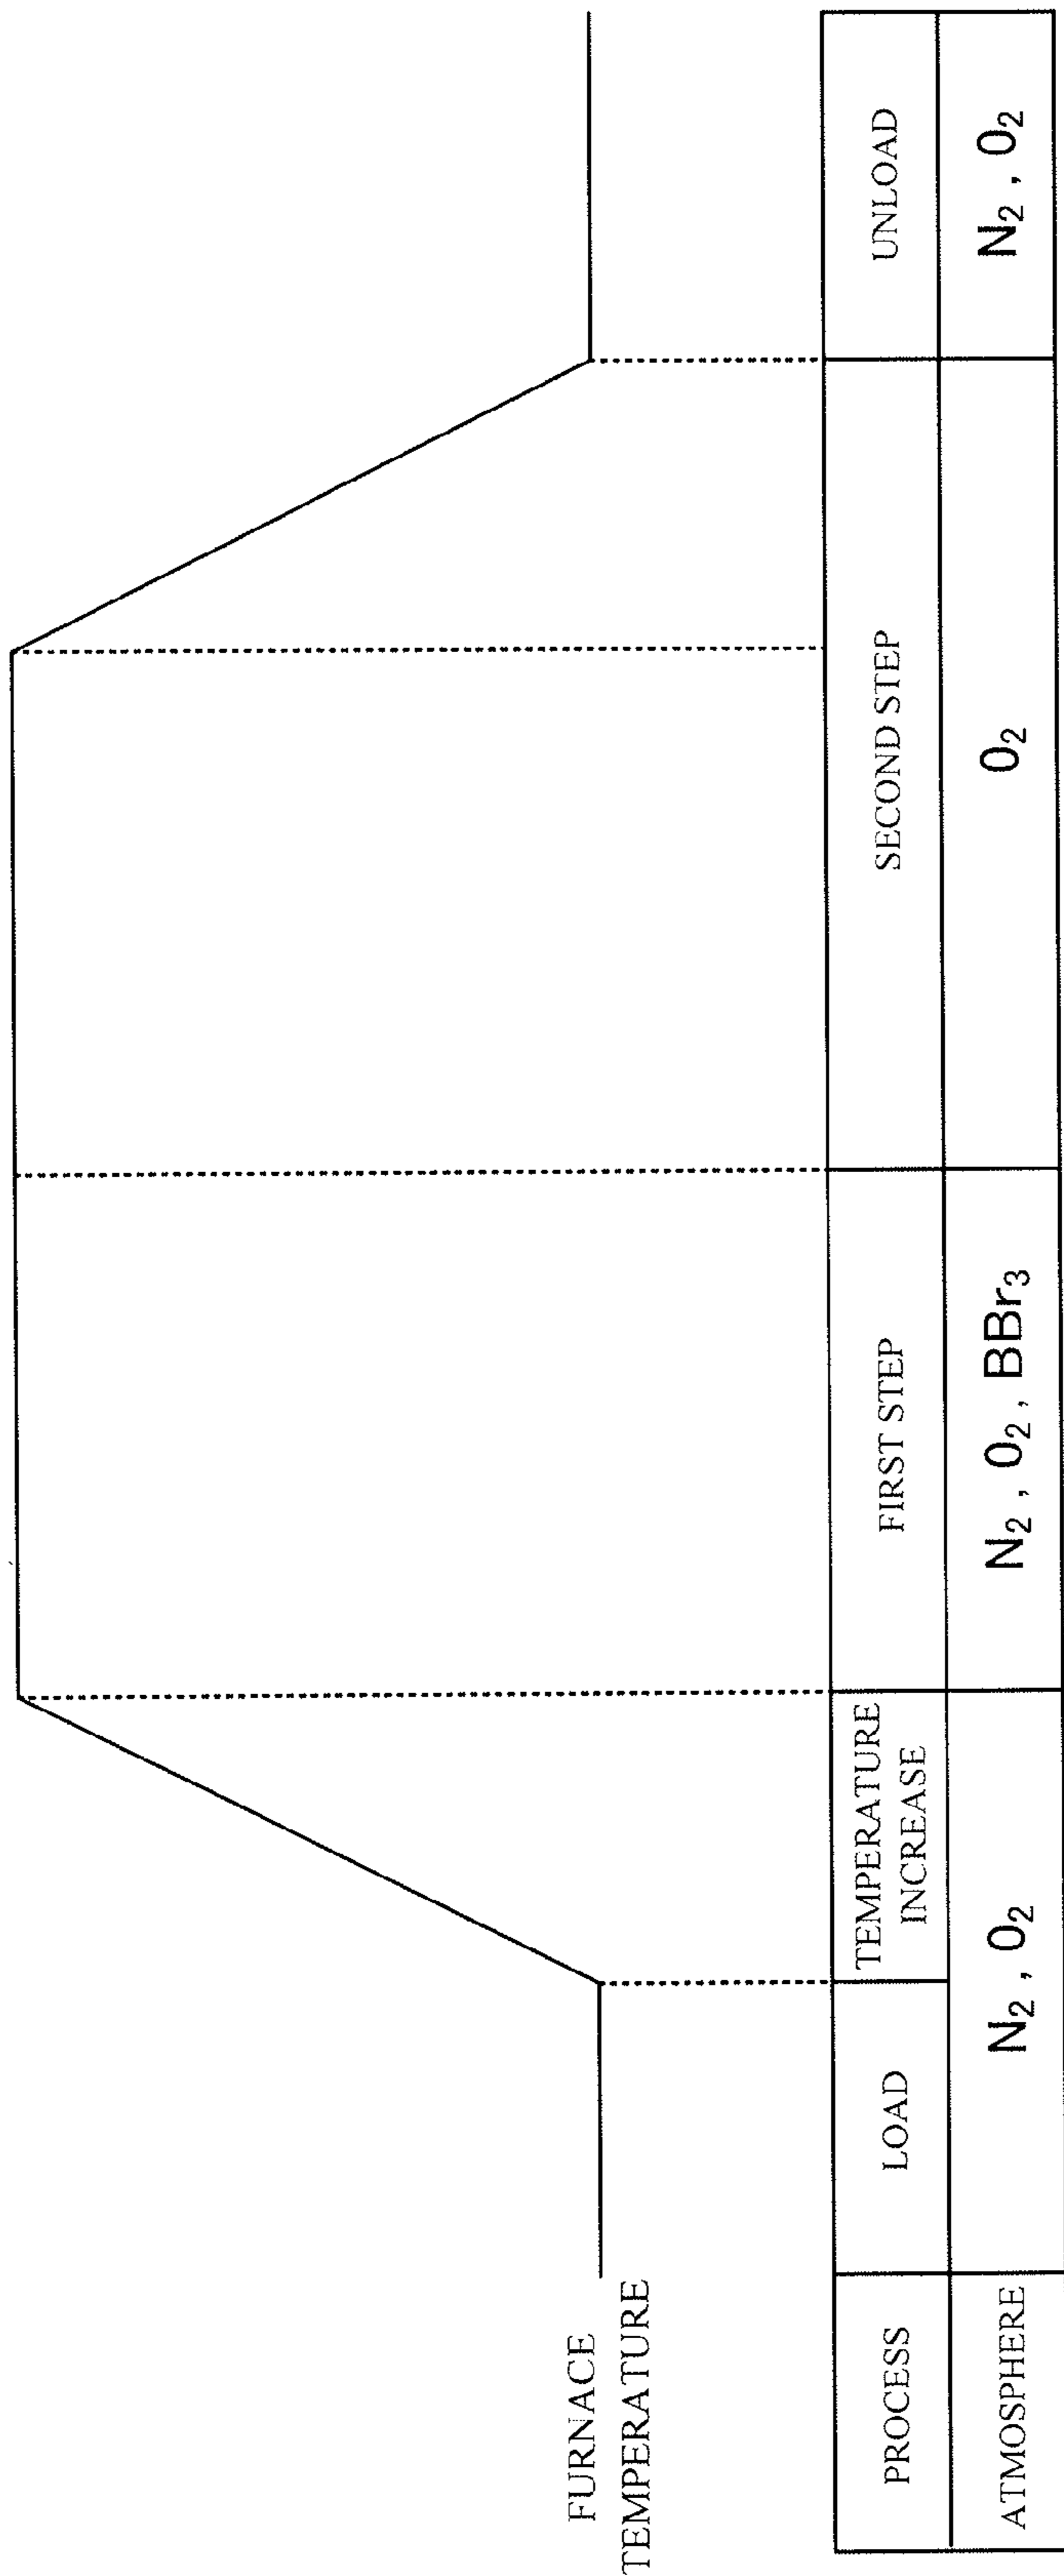 FURNACE
TEMPERATURE
PROCESS
LOAD
TEMPERATURE
INCREASE
FIRST STEP
SECOND STEP
UNLOAD
ATMOSPHERE
N₂ , O₂
N₂ , O₂ , BBr₃
O₂
N₂ , O₂